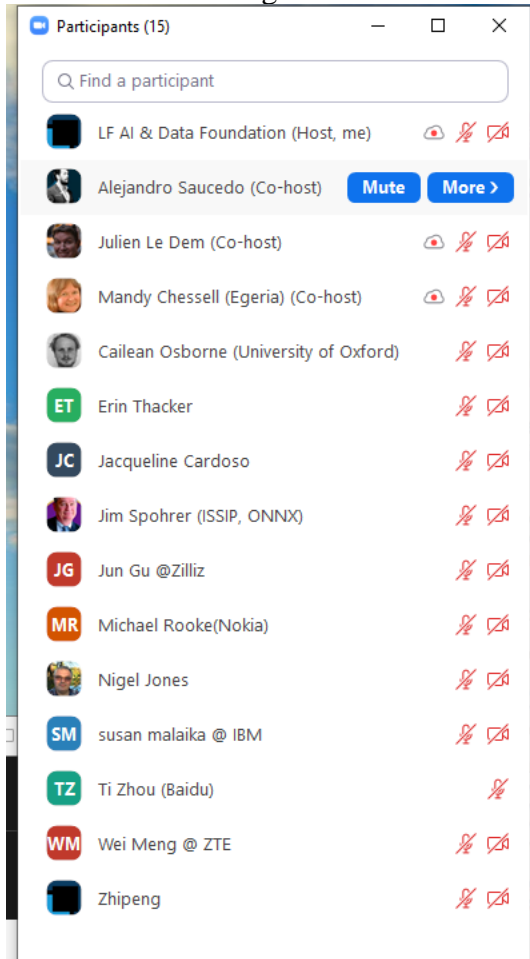 Participants (15)
Find a participant
LF AI & Data Foundation (Host, me)
Alejandro Saucedo (Co-host) Mute More >
Julien Le Dem (Co-host)
Mandy Chessell (Egeria) (Co-host)
Cailean Osborne (University of Oxford)
ET Erin Thacker
JC Jacqueline Cardoso
Jim Spohrer (ISSIP, ONNX)
JG Jun Gu @Zilliz
MR Michael Rooke(Nokia)
Nigel Jones
SM susan malaika @ IBM
TZ Ti Zhou (Baidu)
WM Wei Meng @ ZTE
Zhipeng